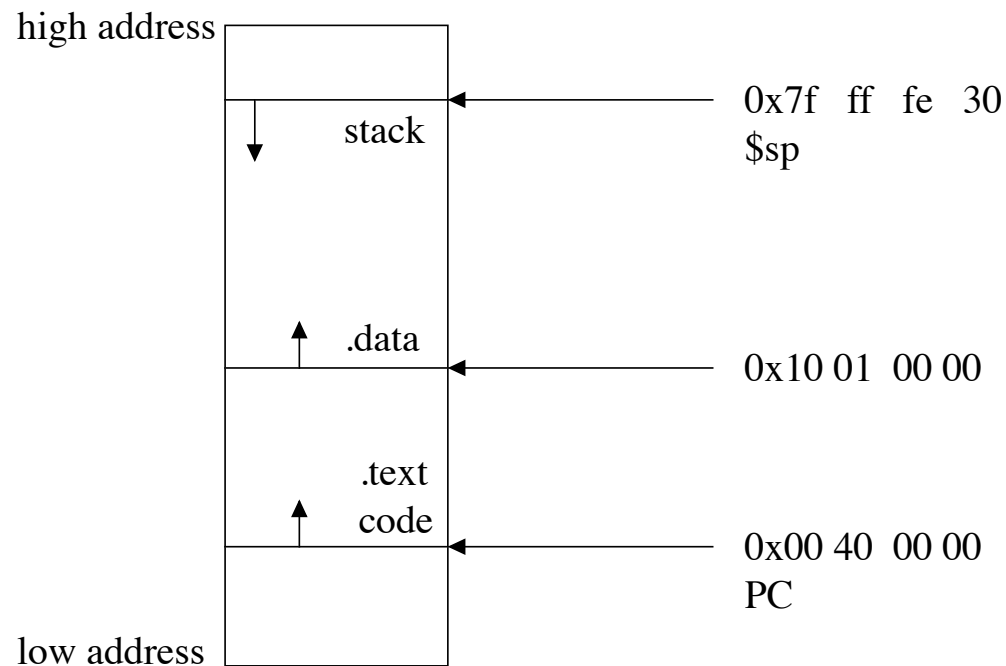 high address
0x7f ff fe 30
$sp
stack
.data
0x10 01 00 00
.text
code
0x00 40 00 00
PC
low address